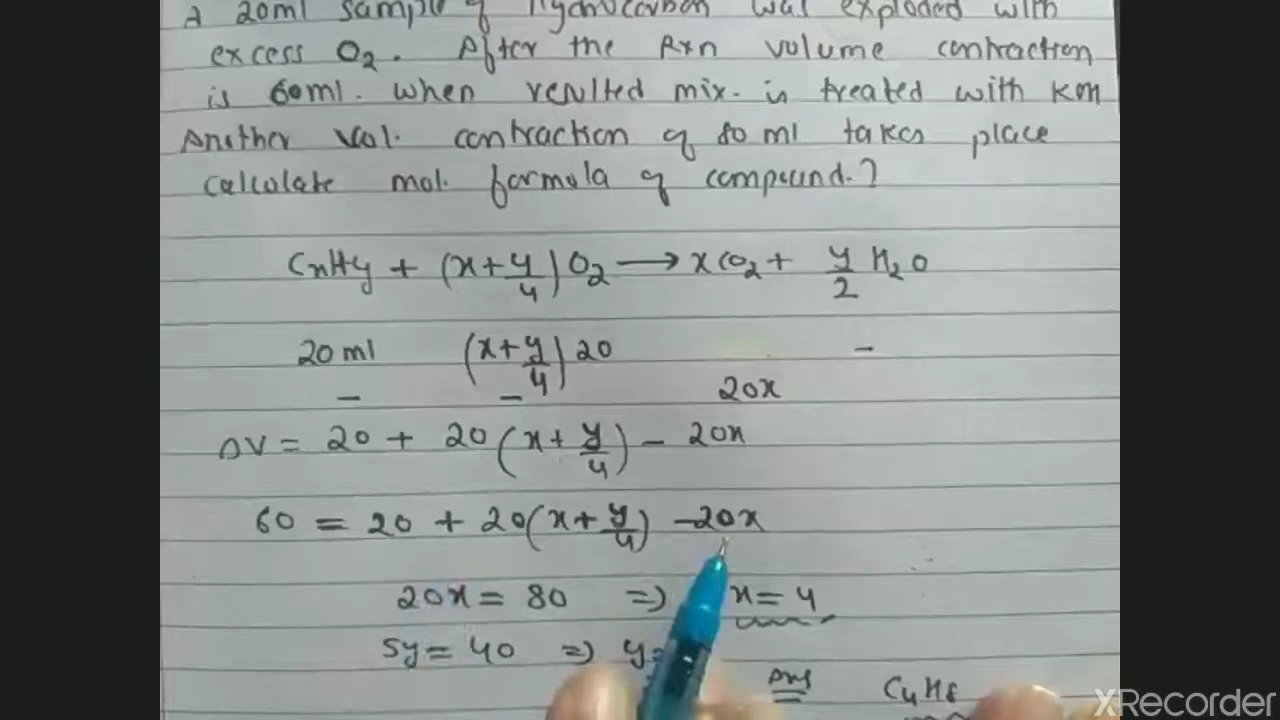 A 20ml sample of Hydrocarbon was exploded with
excess O2. After the Rxn volume contraction
is 60ml. when resulted mix. is treated with KOH
Another Vol. contraction of 80 ml takes place
calculate mol. formula of compound.?
CxHy + (x+y/4)O2 → xCO2 + y/2 H2O
20 ml (x+y/4)20 –
– – 20x
ΔV = 20 + 20(x+y/4) – 20x
60 = 20 + 20(x+y/4) –20x
20x = 80 ⇒ x=4
5y = 40 ⇒ y=
Ans C4H8
XRecorder